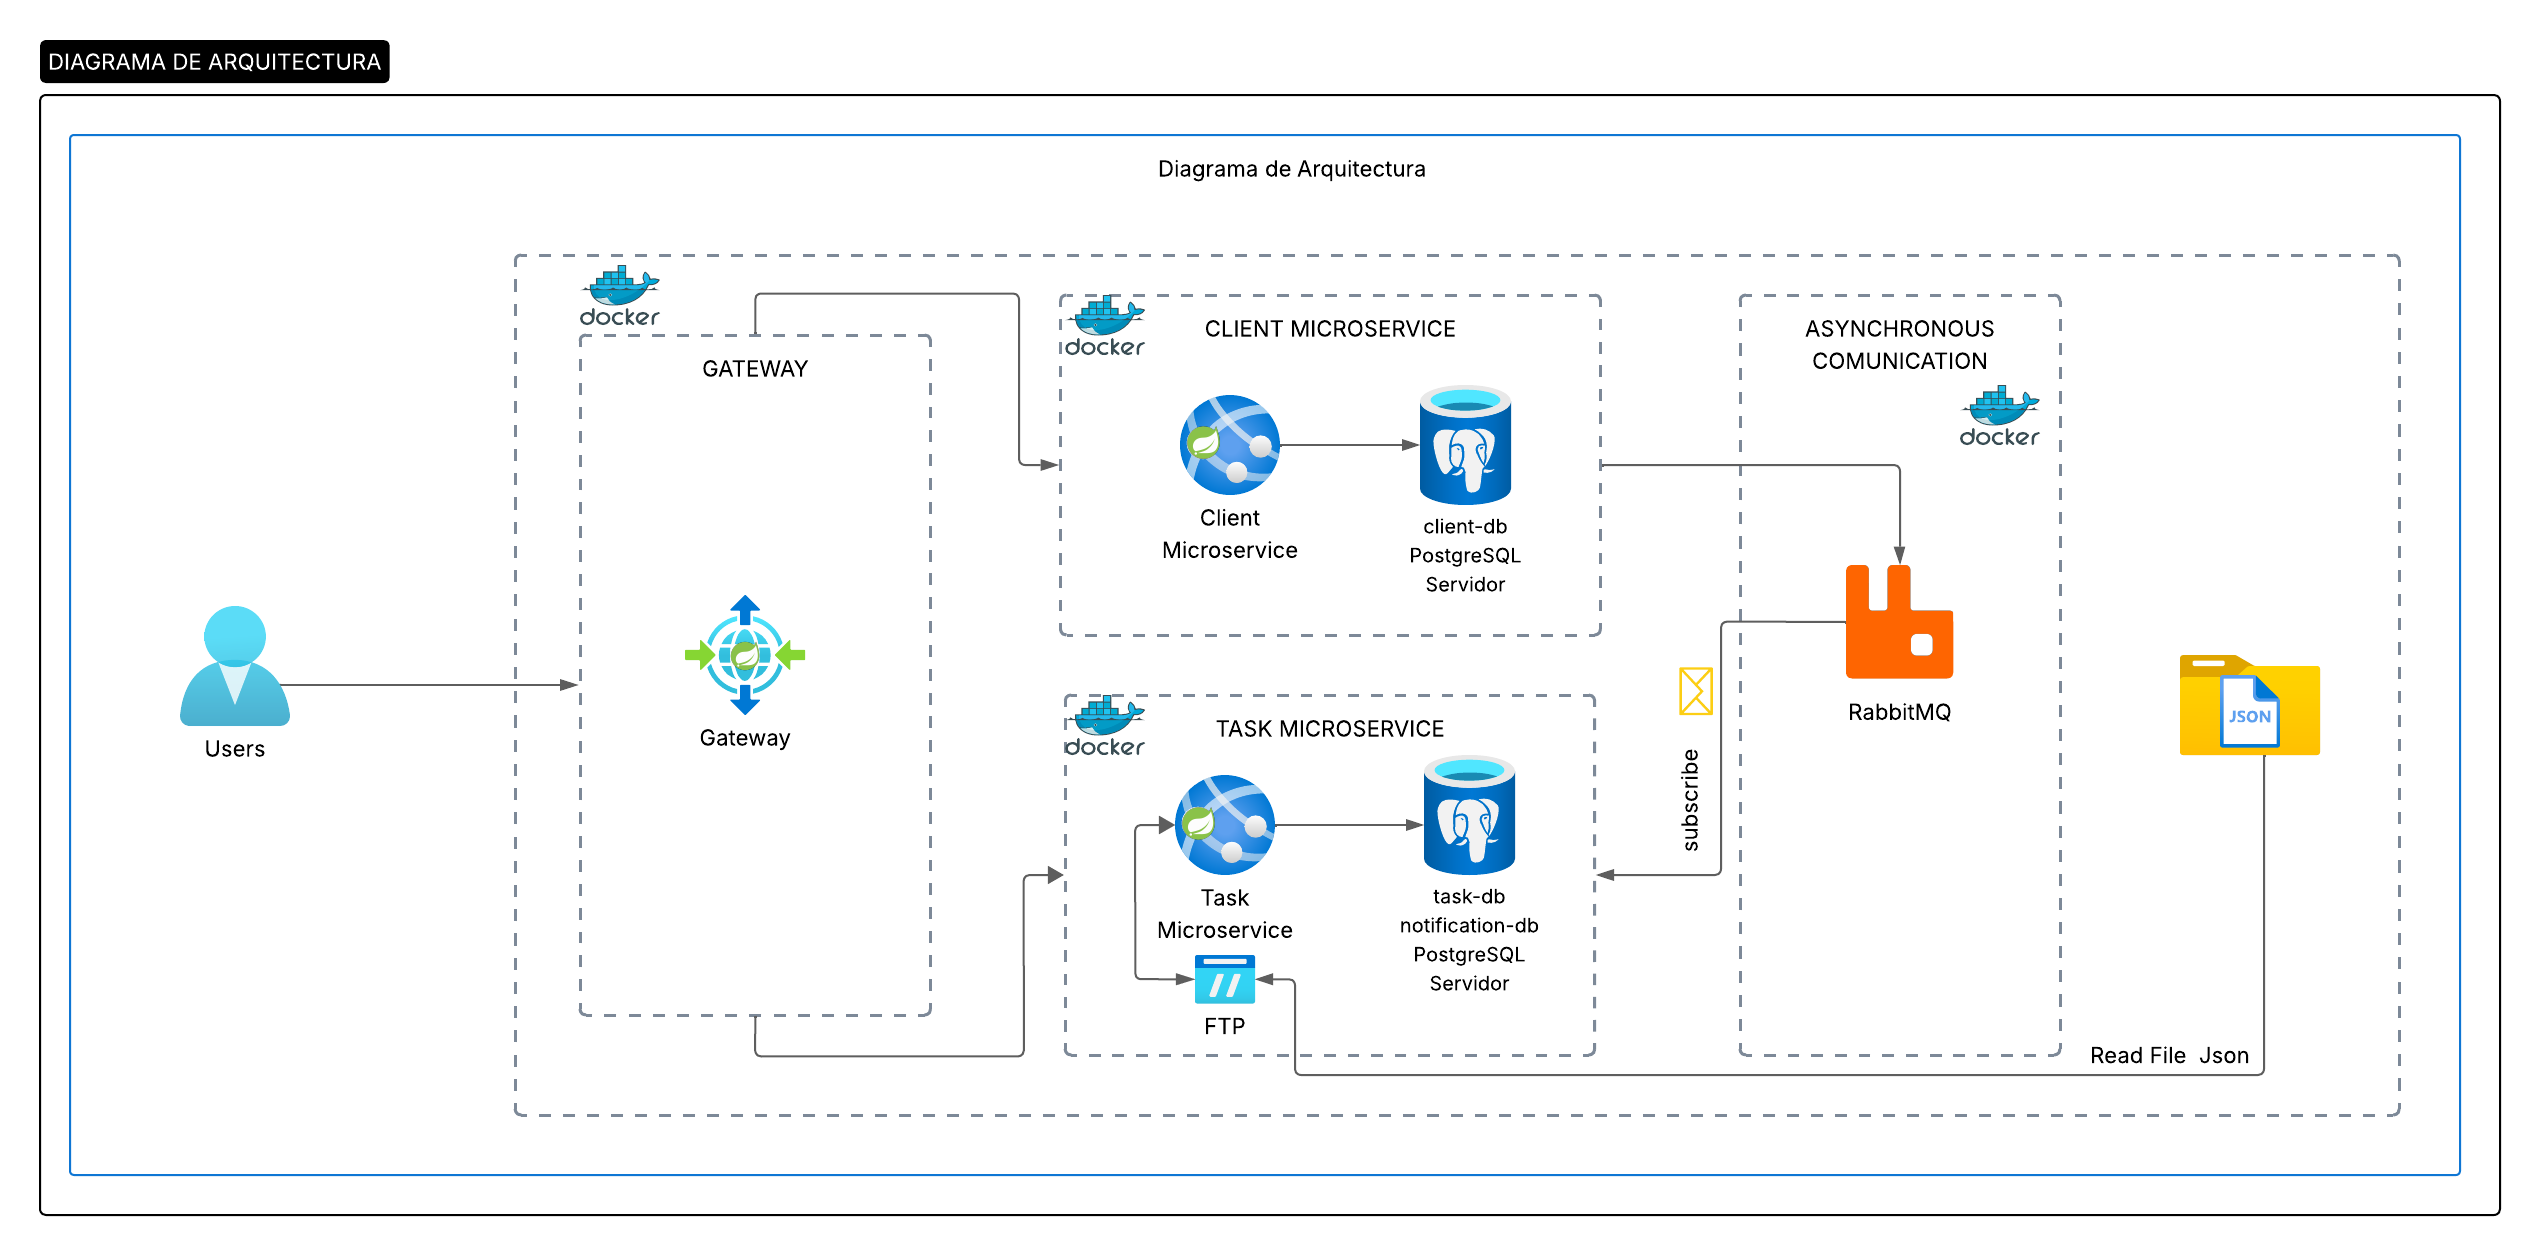 DIAGRAMA DE ARQUITECTURA
Diagrama de Arquitectura
docker
GATEWAY
Gateway
Users
docker
CLIENT MICROSERVICE
Client
Microservice
client-db
PostgreSQL
Servidor
docker
TASK MICROSERVICE
Task
Microservice
FTP
task-db
notification-db
PostgreSQL
Servidor
subscribe
ASYNCHRONOUS
COMUNICATION
docker
RabbitMQ
JSON
Read File  Json